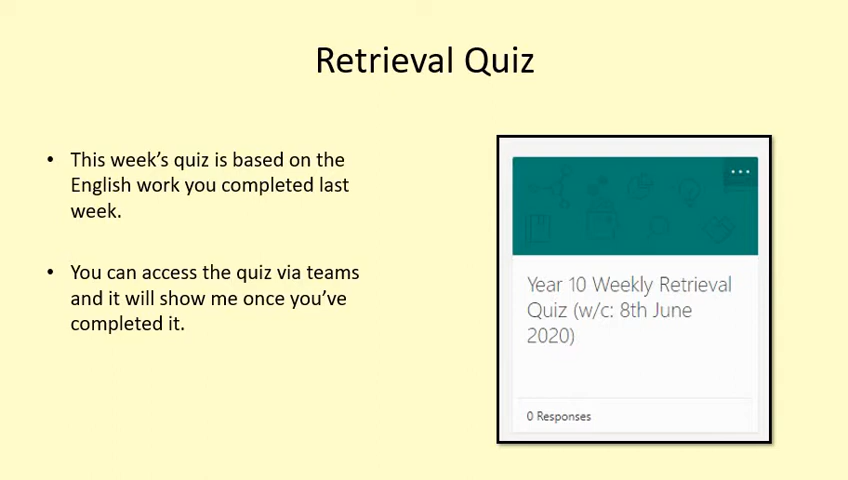 Retrieval Quiz
• This week’s quiz is based on the
English work you completed last
week.
• You can access the quiz via teams
and it will show me once you’ve
completed it.
...
Year 10 Weekly Retrieval
Quiz (w/c: 8th June
2020)
0 Responses